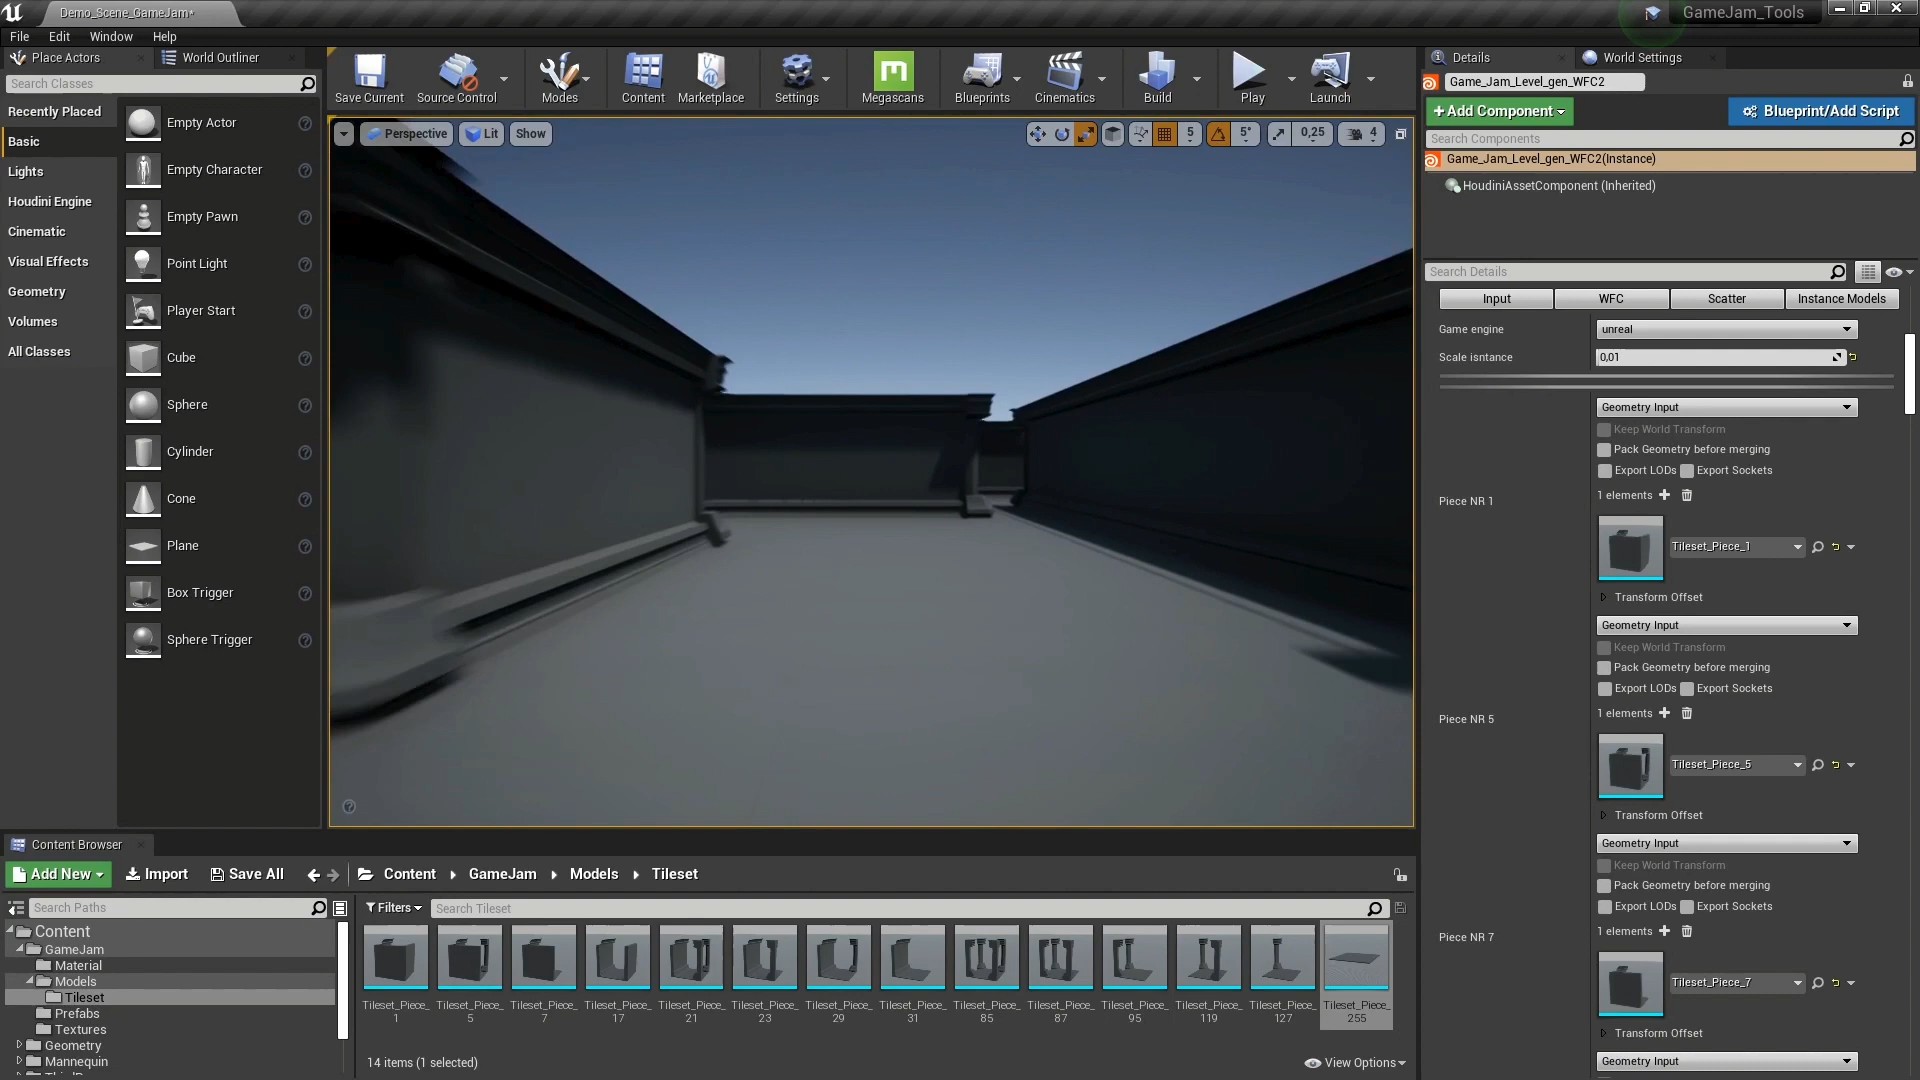 Demo_Scene_GameJam*
GameJam_Tools
File Edit Window Help
Place Actors
World Outliner
Search Classes
Recently Placed
Basic
Lights
Houdini Engine
Cinematic
Visual Effects
Geometry
Volumes
All Classes
Empty Actor
Empty Character
Empty Pawn
Point Light
Player Start
Cube
Sphere
Cylinder
Cone
Plane
Box Trigger
Sphere Trigger
Save Current
Source Control
Modes
Content
Marketplace
Settings
Megascans
Blueprints
Cinematics
Build
Play
Launch
Perspective
Lit
Show
5
5°
0,25
4
Details
World Settings
Game_Jam_Level_gen_WFC2
+Add Component
Blueprint/Add Script
Search Components
Game_Jam_Level_gen_WFC2(Instance)
HoudiniAssetComponent (Inherited)
Search Details
Input
WFC
Scatter
Instance Models
Game engine
unreal
Scale isntance
0,01
Geometry Input
Keep World Transform
Pack Geometry before merging
Export LODs Export Sockets
1 elements
Piece NR 1
Tileset_Piece_1
Transform Offset
Geometry Input
Keep World Transform
Pack Geometry before merging
Export LODs Export Sockets
1 elements
Piece NR 5
Tileset_Piece_5
Transform Offset
Geometry Input
Keep World Transform
Pack Geometry before merging
Export LODs Export Sockets
1 elements
Piece NR 7
Tileset_Piece_7
Transform Offset
Geometry Input
Content Browser
Add New
Import
Save All
Content
GameJam
Models
Tileset
Search Paths
Filters
Search Tileset
Content
GameJam
Material
Models
Tileset
Prefabs
Textures
Geometry
Mannequin
Tileset_Piece_
1
Tileset_Piece_
5
Tileset_Piece_
7
Tileset_Piece_
17
Tileset_Piece_
21
Tileset_Piece_
23
Tileset_Piece_
29
Tileset_Piece_
31
Tileset_Piece_
85
Tileset_Piece_
87
Tileset_Piece_
95
Tileset_Piece_
119
Tileset_Piece_
127
Tileset_Piece_
255
14 items (1 selected)
View Options